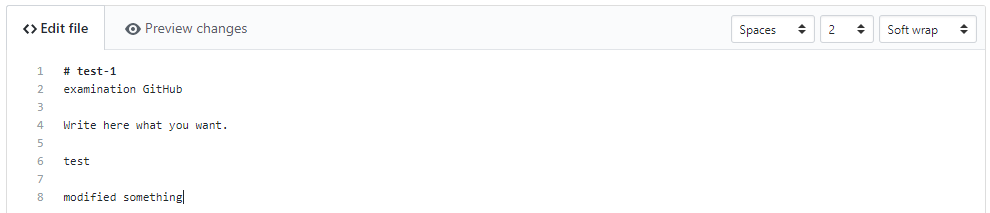 <> Edit file
Preview changes
Spaces
2
Soft wrap
1 # test-1
2 examination GitHub
3
4 Write here what you want.
5
6 test
7
8 modified something